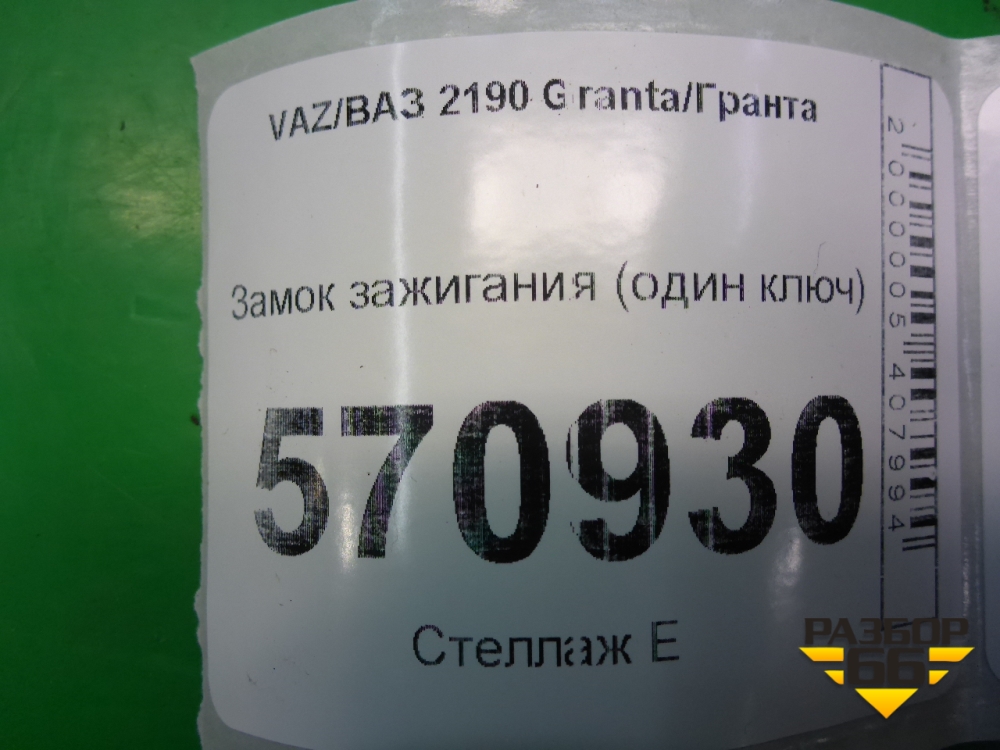 VAZ/ВАЗ 2190 Granta/Гранта
Замок зажигания (один ключ)
570930
Стеллаж E
2000005407994
РАЗБОР
66